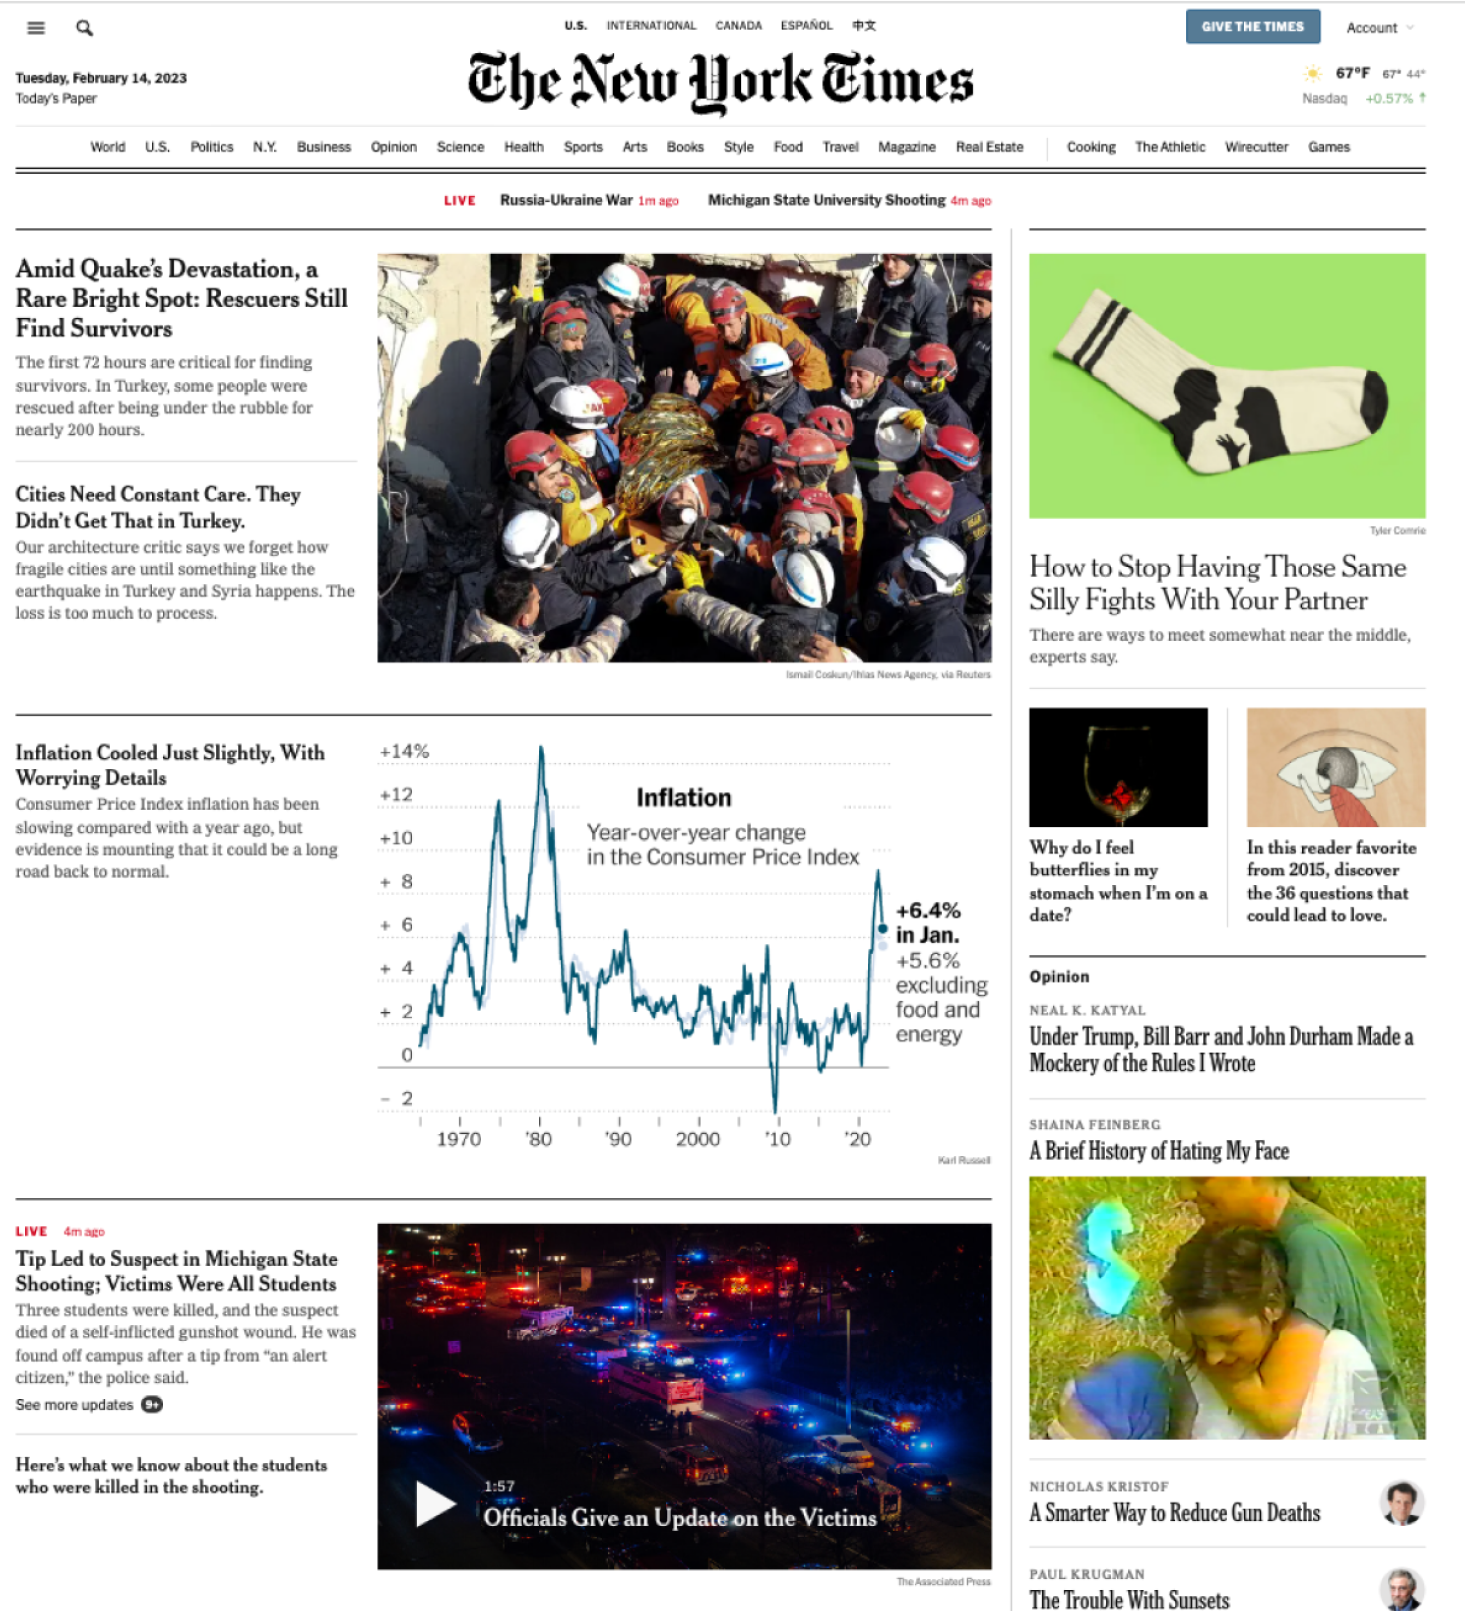 U.S. INTERNATIONAL CANADA ESPAÑOL 中文
GIVE THE TIMES
Account
Tuesday, February 14, 2023
Today's Paper
The New York Times
67°F 67° 44°
Nasdaq +0.57% ↑
World U.S. Politics N.Y. Business Opinion Science Health Sports Arts Books Style Food Travel Magazine Real Estate Cooking The Athletic Wirecutter Games
LIVE Russia-Ukraine War 1m ago Michigan State University Shooting 4m ago
Amid Quake's Devastation, a
Rare Bright Spot: Rescuers Still
Find Survivors
The first 72 hours are critical for finding
survivors. In Turkey, some people were
rescued after being under the rubble for
nearly 200 hours.
Cities Need Constant Care. They
Didn't Get That in Turkey.
Our architecture critic says we forget how
fragile cities are until something like the
earthquake in Turkey and Syria happens. The
loss is too much to process.
Ismail Coskun/Ihlas News Agency, via Reuters
Inflation Cooled Just Slightly, With
Worrying Details
Consumer Price Index inflation has been
slowing compared with a year ago, but
evidence is mounting that it could be a long
road back to normal.
+14%
+12
+10
+ 8
+ 6
+ 4
+ 2
0
− 2
Inflation
Year-over-year change
in the Consumer Price Index
+6.4%
in Jan.
+5.6%
excluding
food and
energy
1970 '80 '90 2000 '10 '20
Karl Russell
LIVE 4m ago
Tip Led to Suspect in Michigan State
Shooting; Victims Were All Students
Three students were killed, and the suspect
died of a self-inflicted gunshot wound. He was
found off campus after a tip from “an alert
citizen,” the police said.
See more updates 9+
Here's what we know about the students
who were killed in the shooting.
1:57
Officials Give an Update on the Victims
The Associated Press
Tyler Comrie
How to Stop Having Those Same
Silly Fights With Your Partner
There are ways to meet somewhat near the middle,
experts say.
Why do I feel
butterflies in my
stomach when I'm on a
date?
In this reader favorite
from 2015, discover
the 36 questions that
could lead to love.
Opinion
NEAL K. KATYAL
Under Trump, Bill Barr and John Durham Made a
Mockery of the Rules I Wrote
SHAINA FEINBERG
A Brief History of Hating My Face
NICHOLAS KRISTOF
A Smarter Way to Reduce Gun Deaths
PAUL KRUGMAN
The Trouble With Sunsets